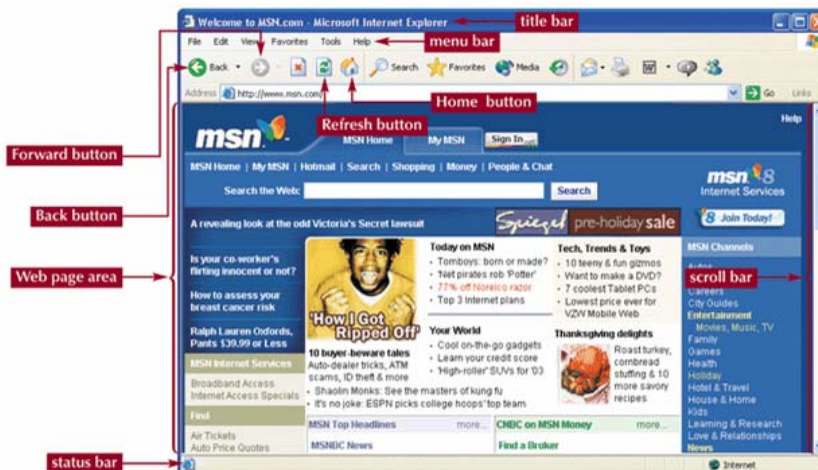 Welcome to MSN.com - Microsoft Internet Explorer
title bar
File Edit View Favorites Tools Help
menu bar
Back Search Favorites Media
Address http://www.msn.com/ Go Links
Home button
Refresh button
Forward button
Back button
Web page area
scroll bar
status bar
Help
msn
MSN Home My MSN Sign In
MSN Home | My MSN | Hotmail | Search | Shopping | Money | People & Chat
Search the Web: Search
msn 8
Internet Services
8 Join Today!
A revealing look at the odd Victoria's Secret lawsuit
Spiegel pre-holiday sale
Is your co-worker's
flirting innocent or not?
How to assess your
breast cancer risk
Ralph Lauren Oxfords,
Pants $39.99 or Less
MSN Internet Services
Broadband Access
Internet Access Specials
Find
Air Tickets
Auto Price Quotes
'How I Got
Ripped Off'
10 buyer-beware tales
Auto-dealer tricks, ATM
scams, ID theft & more
Shaolin Monks: See the masters of kung fu
It's no joke: ESPN picks college hoops' top team
Today on MSN
Tomboys: born or made?
'Net pirates rob 'Potter'
77% off Norelco razor
Top 3 Internet plans
Your World
Cool on-the-go gadgets
Learn your credit score
'High-roller' SUVs for '03
Tech, Trends & Toys
10 teeny & fun gizmos
Want to make a DVD?
7 coolest Tablet PCs
Lowest price ever for
VZW Mobile Web
Thanksgiving delights
Roast turkey,
cornbread
stuffing & 10
more savory
recipes
MSN Top Headlines more...
MSNBC News
CNBC on MSN Money more...
Find a Broker
MSN Channels
Autos
Careers
City Guides
Entertainment
Movies, Music, TV
Family
Games
Health
Holiday
Hotel & Travel
House & Home
Kids
Learning & Research
Love & Relationships
News
Internet